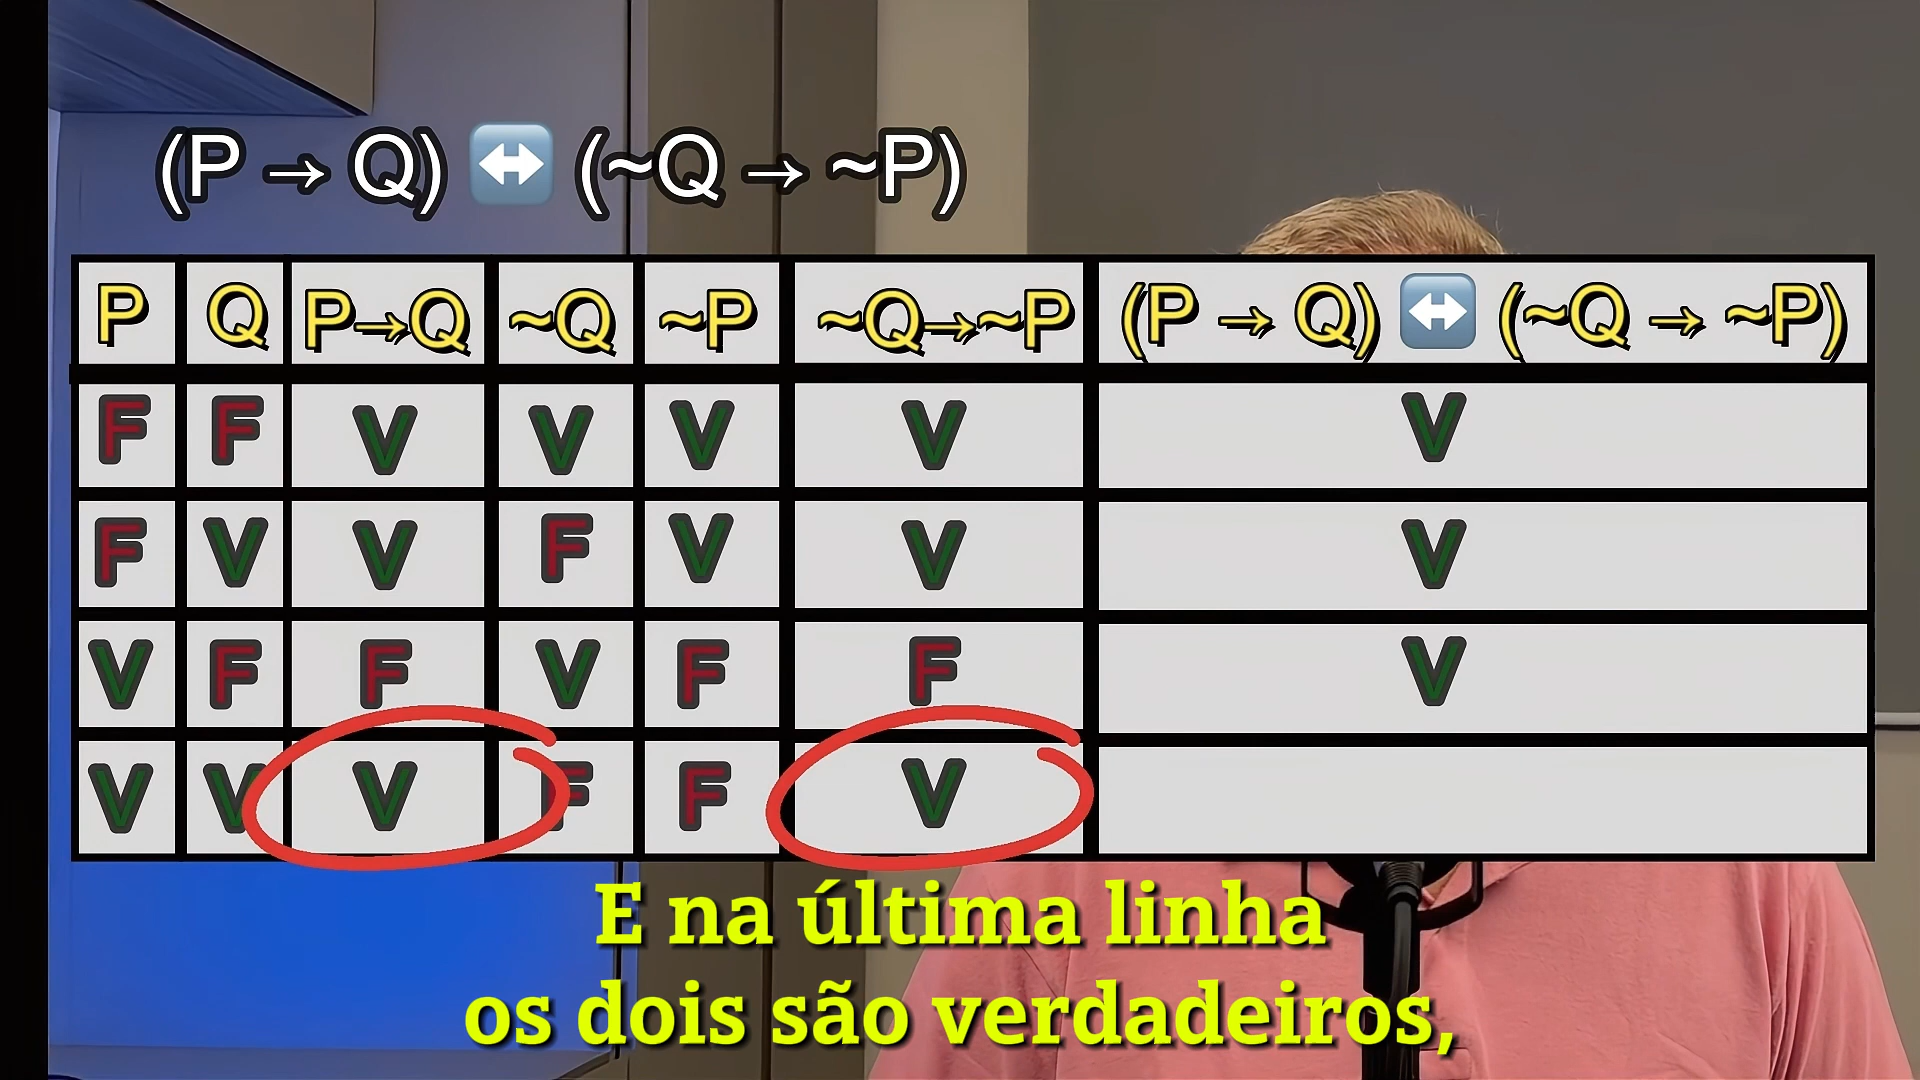 (P → Q) ↔ (~Q → ~P)
P Q P→Q ~Q ~P ~Q→~P (P → Q) ↔ (~Q → ~P)
F F V V V V V
F V V F V V V
V F F V F F V
V V V F F V
E na última linha
os dois são verdadeiros,